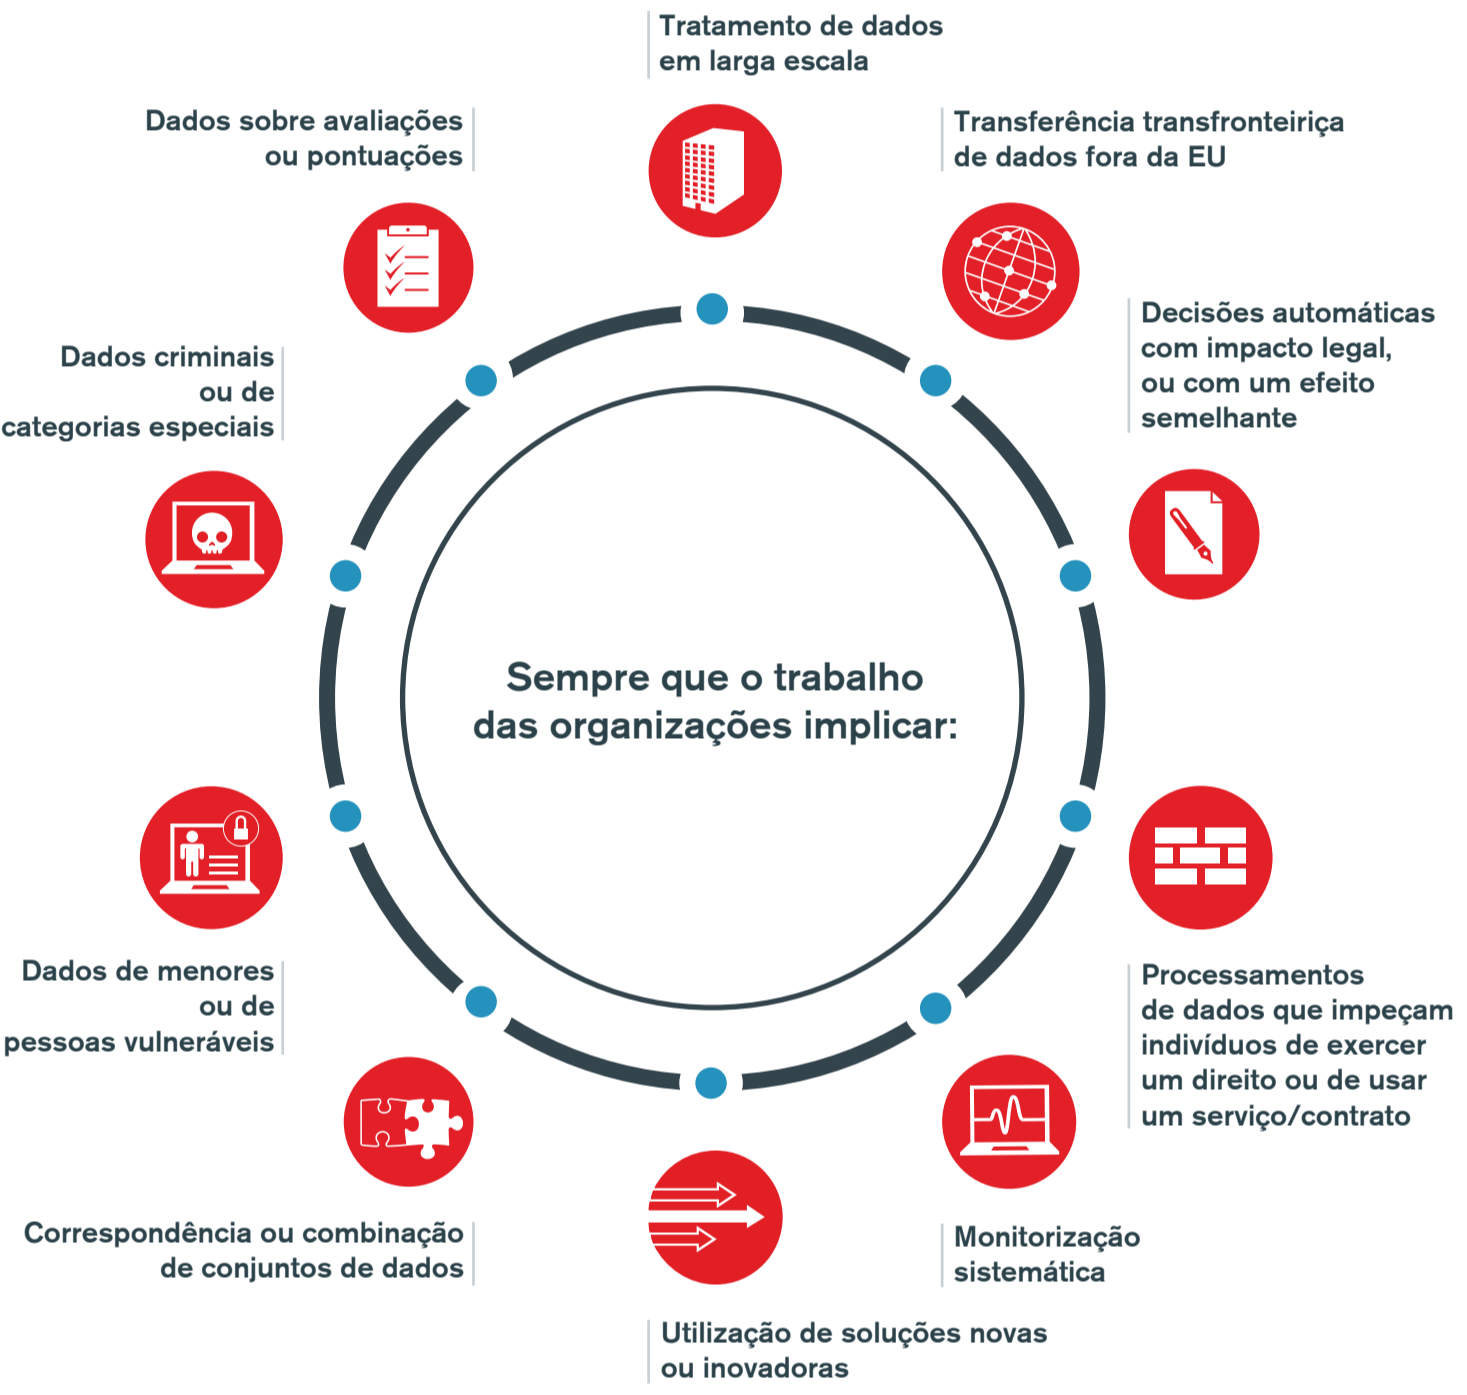 Tratamento de dados
em larga escala
Transferência transfronteiriça
de dados fora da EU
Decisões automáticas
com impacto legal,
ou com um efeito
semelhante
Processamentos
de dados que impeçam
indivíduos de exercer
um direito ou de usar
um serviço/contrato
Monitorização
sistemática
Utilização de soluções novas
ou inovadoras
Correspondência ou combinação
de conjuntos de dados
Dados de menores
ou de
pessoas vulneráveis
Dados criminais
ou de
categorias especiais
Dados sobre avaliações
ou pontuações
Sempre que o trabalho
das organizações implicar: